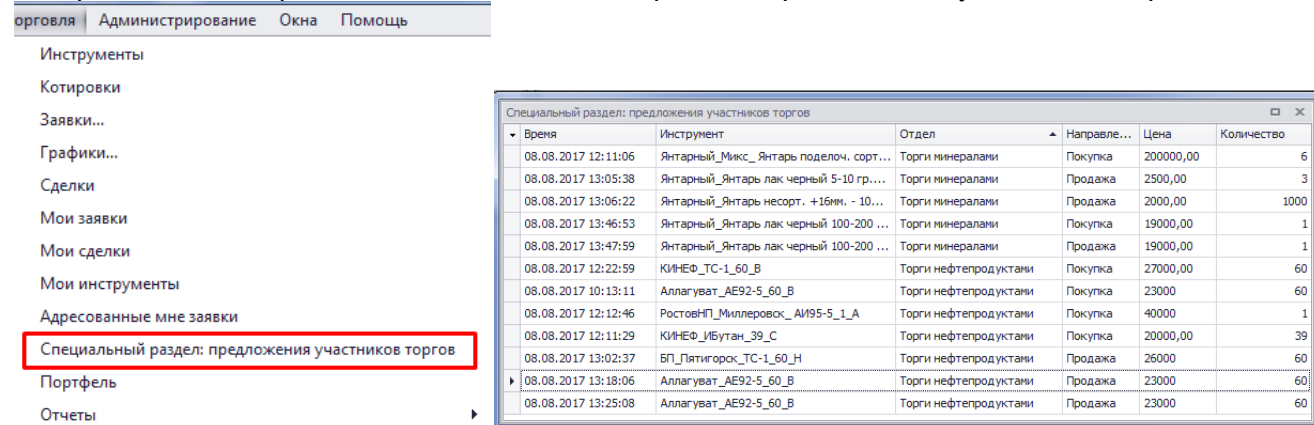 орговля Администрирование Окна Помощь
Инструменты
Котировки
Заявки...
Графики...
Сделки
Мои заявки
Мои сделки
Мои инструменты
Адресованные мне заявки
Специальный раздел: предложения участников торгов
Портфель
Отчеты
Специальный раздел: предложения участников торгов
Время Инструмент Отдел Направле... Цена Количество
08.08.2017 12:11:06 Янтарный_Микс_ Янтарь поделоч. сорт... Торги минералами Покупка 200000,00 6
08.08.2017 13:05:38 Янтарный_Янтарь лак черный 5-10 гр.... Торги минералами Продажа 2500,00 3
08.08.2017 13:06:22 Янтарный_Янтарь несорт. +16мм. - 10... Торги минералами Продажа 2000,00 1000
08.08.2017 13:46:53 Янтарный_Янтарь лак черный 100-200 ... Торги минералами Покупка 19000,00 1
08.08.2017 13:47:59 Янтарный_Янтарь лак черный 100-200 ... Торги минералами Продажа 19000,00 1
08.08.2017 12:22:59 КИНЕФ_ТС-1_60_В Торги нефтепродуктами Покупка 27000,00 60
08.08.2017 10:13:11 Аллагуват_АЕ92-5_60_В Торги нефтепродуктами Покупка 23000 60
08.08.2017 12:12:46 РостовНП_Миллеровск_ АИ95-5_1_А Торги нефтепродуктами Покупка 40000 1
08.08.2017 12:11:29 КИНЕФ_ИБутан_39_С Торги нефтепродуктами Покупка 20000,00 39
08.08.2017 13:02:37 БП_Пятигорск_ТС-1_60_Н Торги нефтепродуктами Продажа 26000 60
08.08.2017 13:18:06 Аллагуват_АЕ92-5_60_В Торги нефтепродуктами Продажа 23000 60
08.08.2017 13:25:08 Аллагуват_АЕ92-5_60_В Торги нефтепродуктами Продажа 23000 60